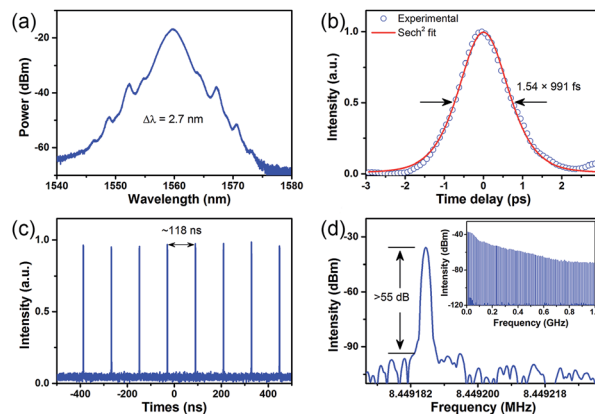 (a)
Power (dBm)
-20
-40
-60
Δλ = 2.7 nm
1540
1550
1560
1570
1580
Wavelength (nm)
(b)
Intensity (a.u.)
1.0
0.5
0.0
Experimental
Sech² fit
1.54 × 991 fs
-3
-2
-1
0
1
2
Time delay (ps)
(c)
Intensity (a.u.)
1.0
0.5
0.0
~118 ns
-400
-200
0
200
400
Times (ns)
(d)
Intensity (dBm)
-30
-60
-90
>55 dB
8.449182
8.449200
8.449218
Frequency (MHz)
Intensity (dBm)
0
-40
-80
-120
0.0
0.2
0.4
0.6
0.8
1.0
Frequency (GHz)